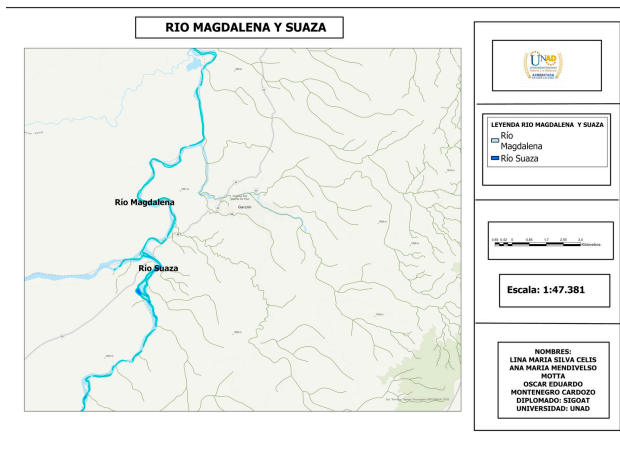 RIO MAGDALENA Y SUAZA
UNAD
LEYENDA RIO MAGDALENA Y SUAZA
Río
Magdalena
Río Suaza
Río Magdalena
Garzón
Río Suaza
Escala: 1:47.381
NOMBRES:
LINA MARIA SILVA CELIS
ANA MARIA MENDIVELSO
MOTTA
OSCAR EDUARDO
MONTENEGRO CARDOZO
DIPLOMADO: SIGOAT
UNIVERSIDAD: UNAD